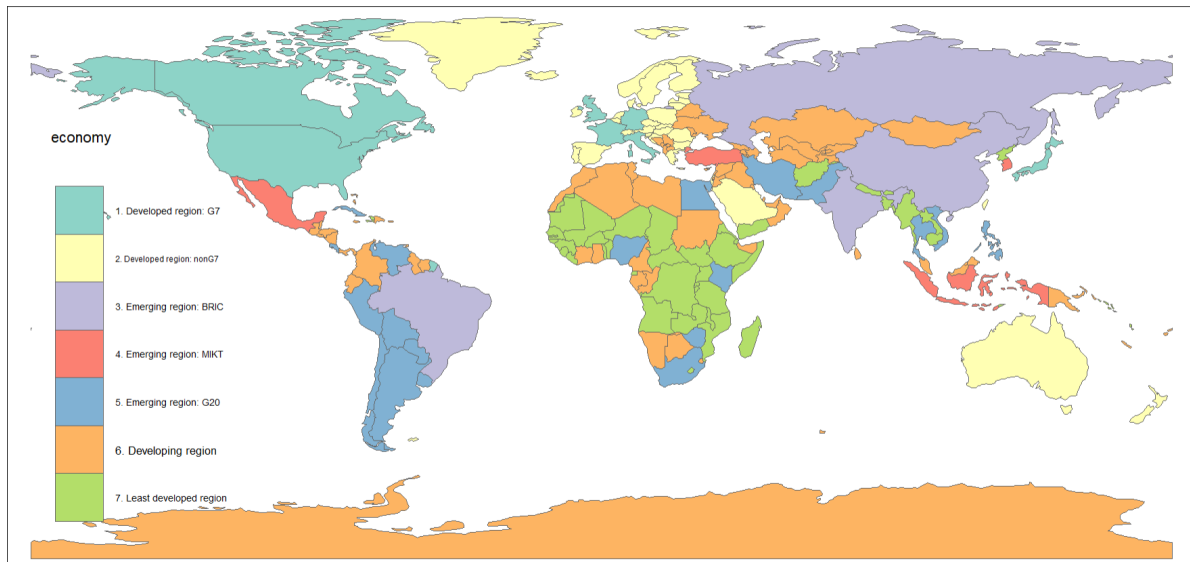 economy
1. Developed region: G7
2. Developed region: nonG7
3. Emerging region: BRIC
4. Emerging region: MIKT
5. Emerging region: G20
6. Developing region
7. Least developed region